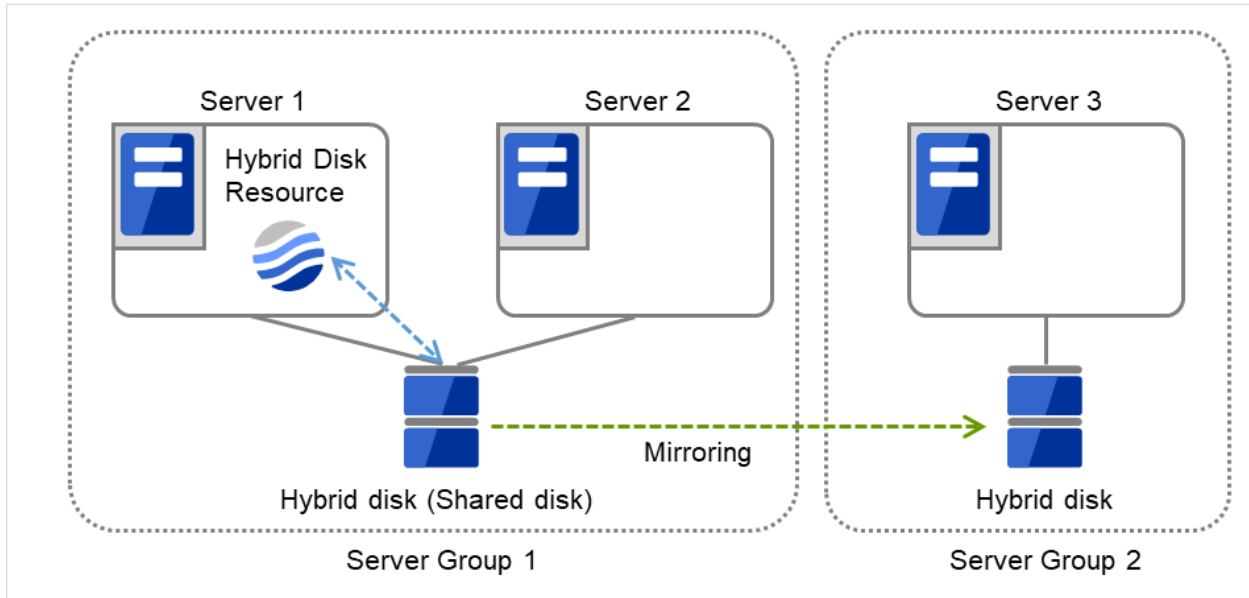 Server 1
Server 2
Server 3
Hybrid Disk
Resource
Mirroring
Hybrid disk (Shared disk)
Hybrid disk
Server Group 1
Server Group 2